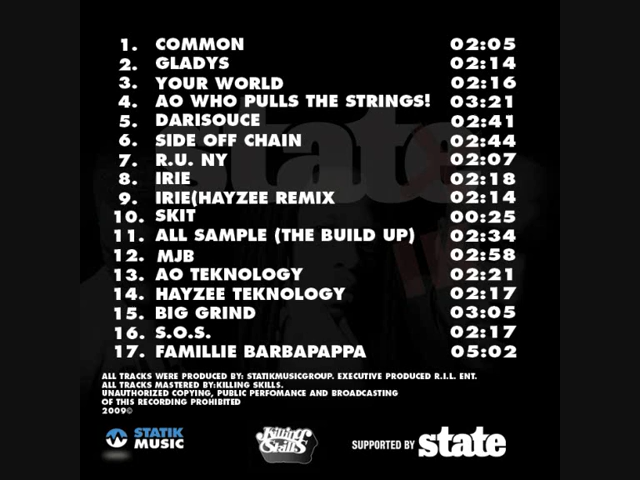 1. COMMON 02:05
2. GLADYS 02:14
3. YOUR WORLD 02:16
4. AO WHO PULLS THE STRINGS! 03:21
5. DARISOUCE 02:41
6. SIDE OFF CHAIN 02:44
7. R.U. NY 02:07
8. IRIE 02:18
9. IRIE(HAYZEE REMIX 02:14
10. SKIT 00:25
11. ALL SAMPLE (THE BUILD UP) 02:34
12. MJB 02:58
13. AO TEKNOLOGY 02:21
14. HAYZEE TEKNOLOGY 02:17
15. BIG GRIND 03:05
16. S.O.S. 02:17
17. FAMILLIE BARBAPAPPA 05:02
state
ALL TRACKS WERE PRODUCED BY: STATIKMUSICGROUP. EXECUTIVE PRODUCED R.I.L. ENT.
ALL TRACKS MASTERED BY:KILLING SKILLS.
UNAUTHORIZED COPYING, PUBLIC PERFOMANCE AND BROADCASTING
OF THIS RECORDING PROHIBITED
2009©
STATIK MUSIC
Killing Skills
SUPPORTED BY state